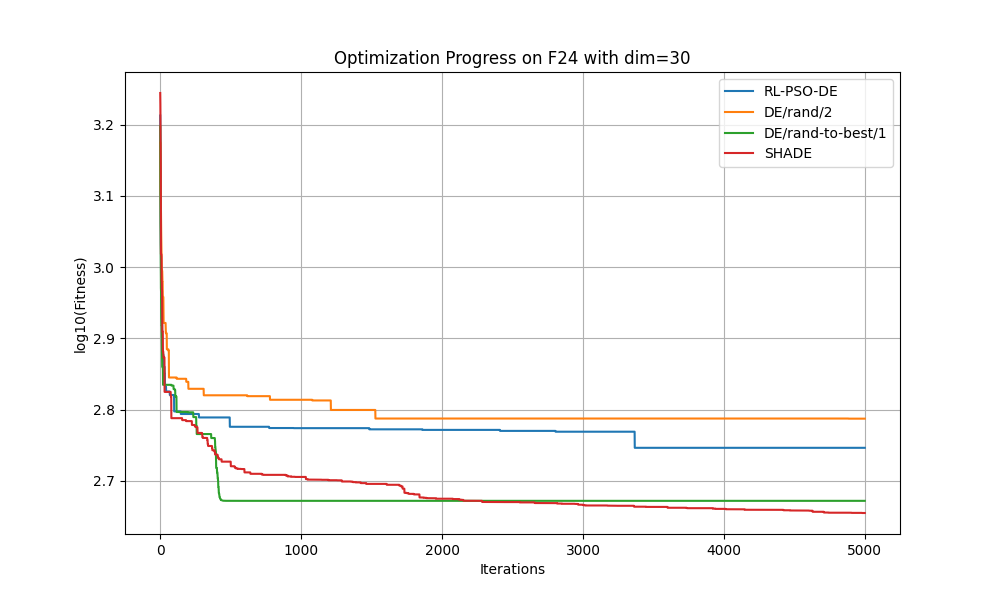 Optimization Progress on F24 with dim=30
RL-PSO-DE
DE/rand/2
DE/rand-to-best/1
SHADE
log10(Fitness)
3.2
3.1
3.0
2.9
2.8
2.7
0 1000 2000 3000 4000 5000
Iterations